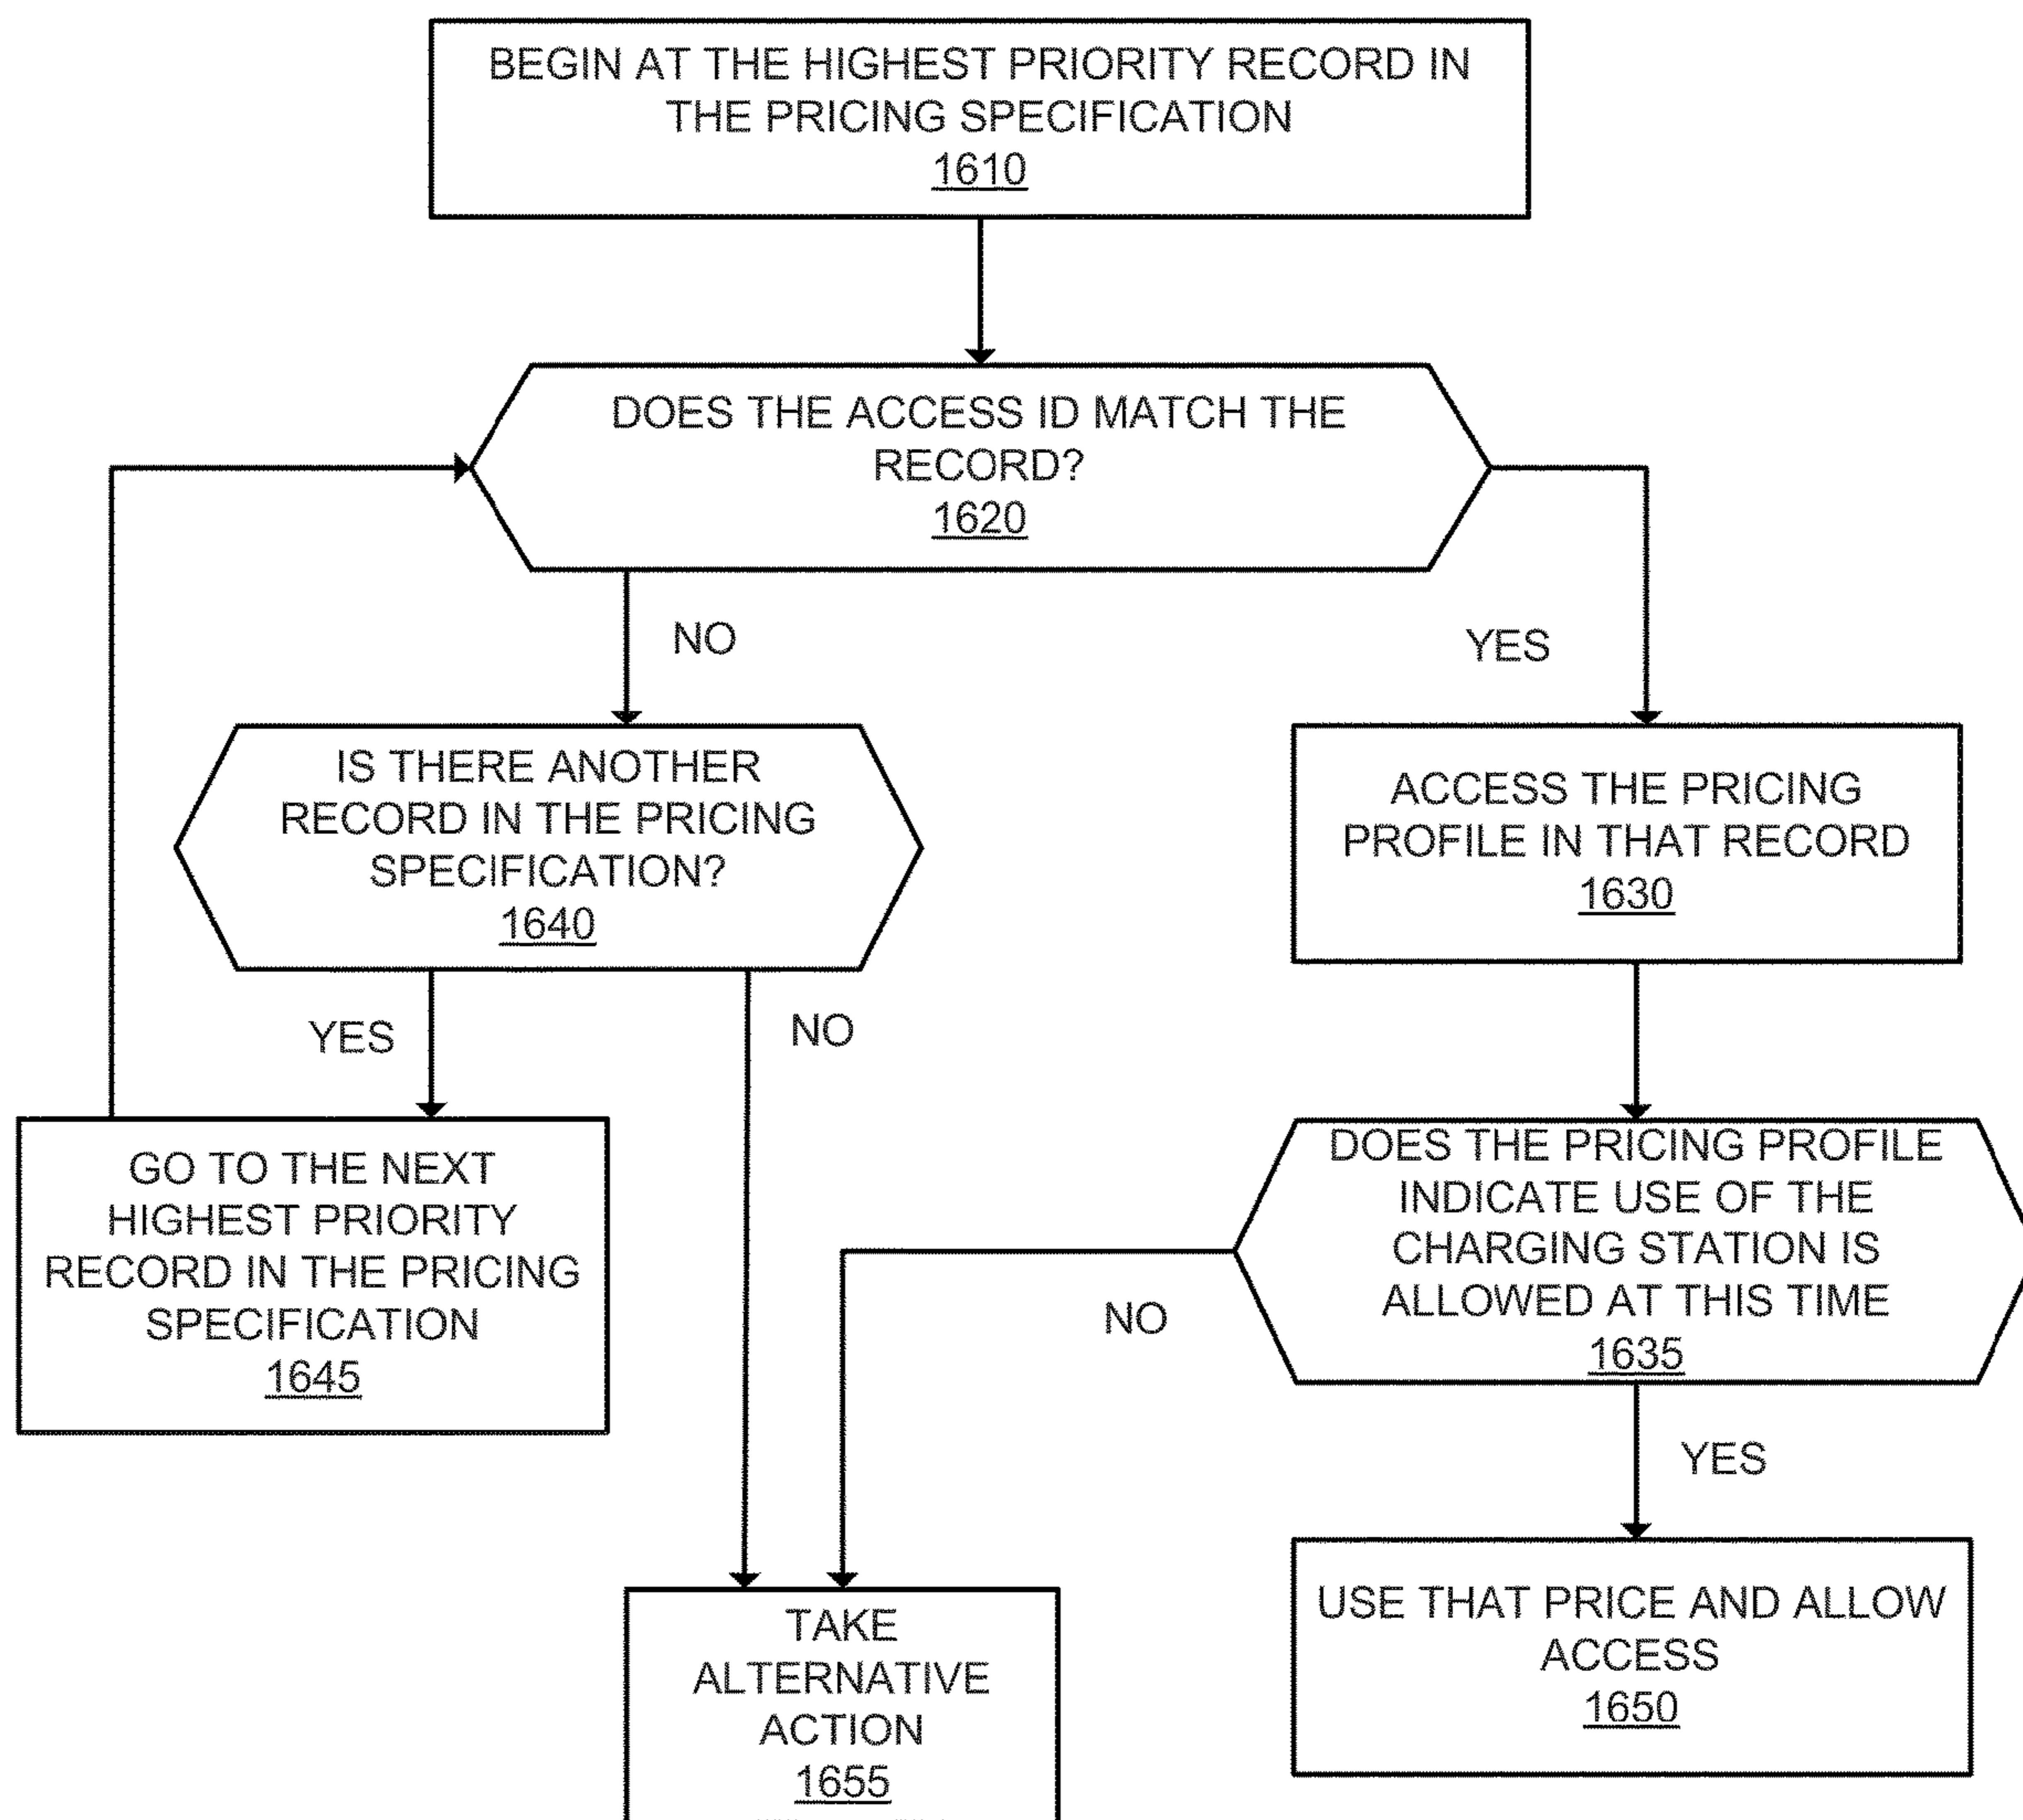 BEGIN AT THE HIGHEST PRIORITY RECORD IN
THE PRICING SPECIFICATION
1610
DOES THE ACCESS ID MATCH THE
RECORD?
1620
NO
YES
IS THERE ANOTHER
RECORD IN THE PRICING
SPECIFICATION?
1640
ACCESS THE PRICING
PROFILE IN THAT RECORD
1630
YES
NO
GO TO THE NEXT
HIGHEST PRIORITY
RECORD IN THE PRICING
SPECIFICATION
1645
DOES THE PRICING PROFILE
INDICATE USE OF THE
CHARGING STATION IS
ALLOWED AT THIS TIME
1635
NO
YES
TAKE
ALTERNATIVE
ACTION
1655
USE THAT PRICE AND ALLOW
ACCESS
1650